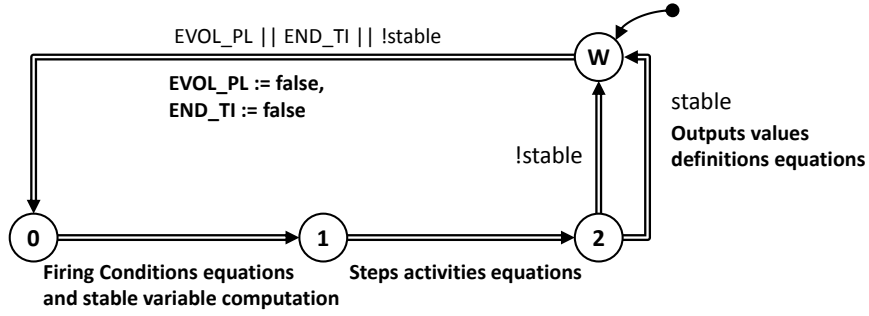 EVOL_PL || END_TI || !stable
W
EVOL_PL := false,
END_TI := false
stable
Outputs values
definitions equations
!stable
0
1
2
Firing Conditions equations
and stable variable computation
Steps activities equations